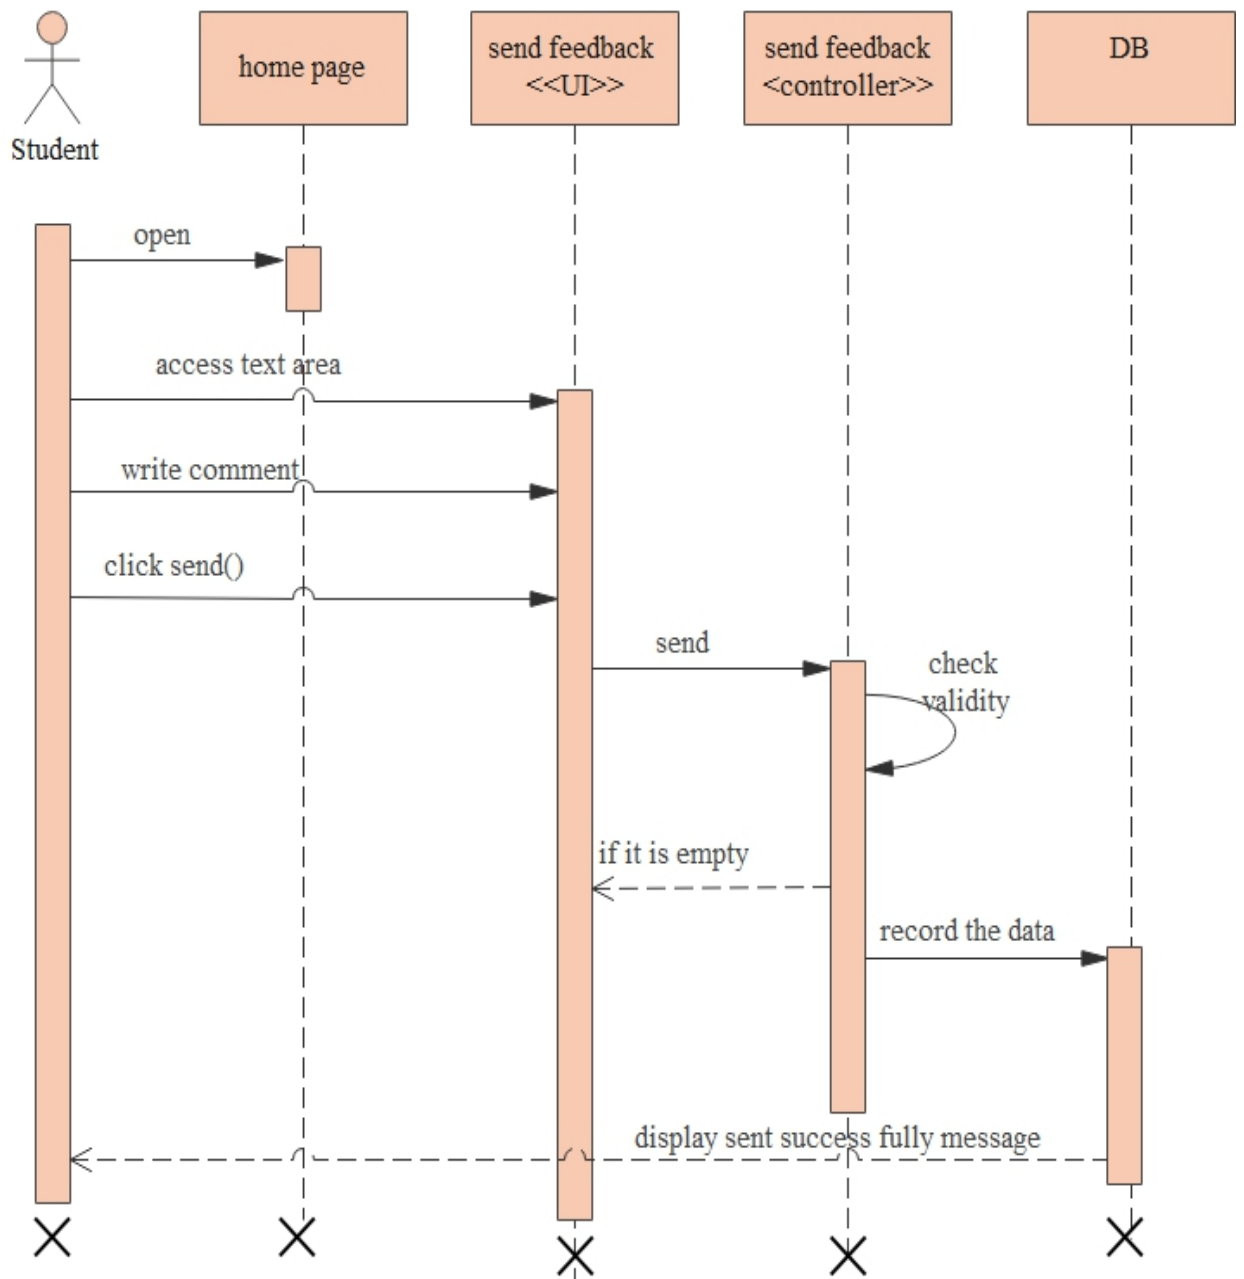 Student
home page
send feedback
<<UI>>
send feedback
<controller>>
DB
open
access text area
write comment
click send()
send
check
validity
if it is empty
record the data
display sent success fully message